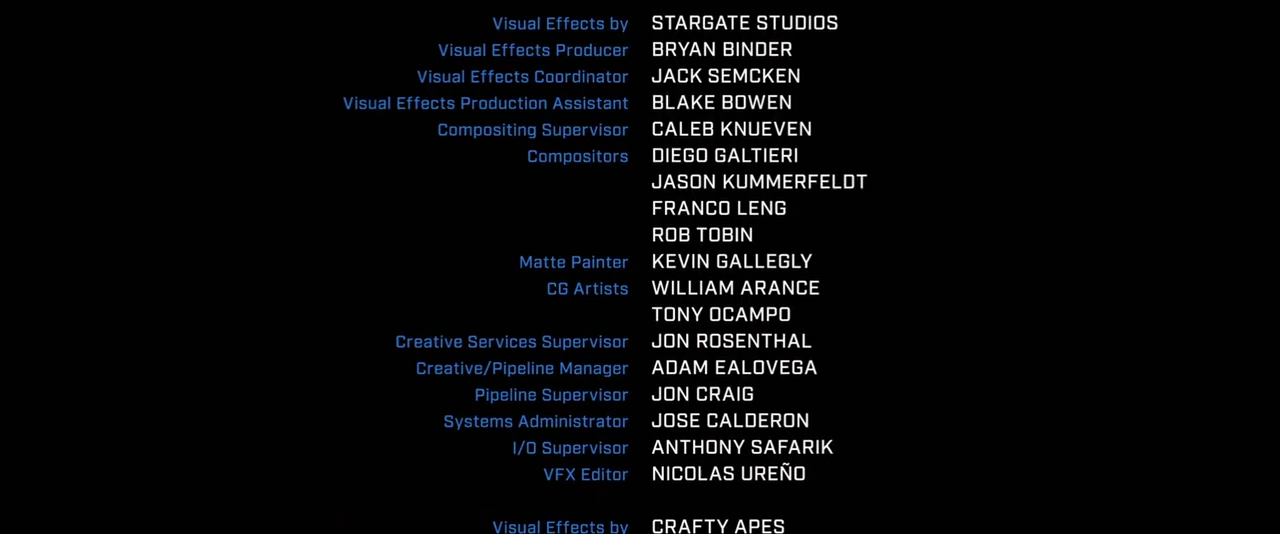 Visual Effects by STARGATE STUDIOS
Visual Effects Producer BRYAN BINDER
Visual Effects Coordinator JACK SEMCKEN
Visual Effects Production Assistant BLAKE BOWEN
Compositing Supervisor CALEB KNUEVEN
Compositors DIEGO GALTIERI
JASON KUMMERFELDT
FRANCO LENG
ROB TOBIN
Matte Painter KEVIN GALLEGLY
CG Artists WILLIAM ARANCE
TONY OCAMPO
Creative Services Supervisor JON ROSENTHAL
Creative/Pipeline Manager ADAM EALOVEGA
Pipeline Supervisor JON CRAIG
Systems Administrator JOSE CALDERON
I/O Supervisor ANTHONY SAFARIK
VFX Editor NICOLAS UREÑO
Visual Effects by CRAFTY APES